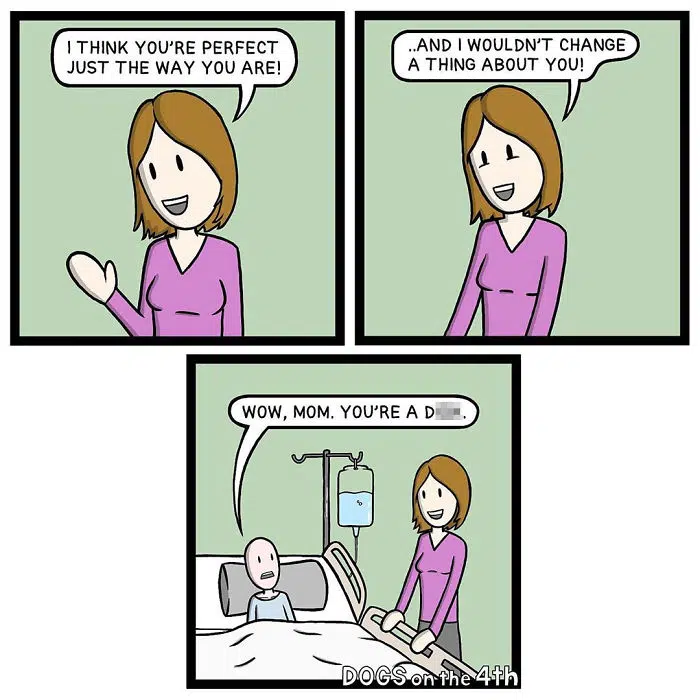 I THINK YOU'RE PERFECT
JUST THE WAY YOU ARE!
..AND I WOULDN'T CHANGE
A THING ABOUT YOU!
WOW, MOM. YOU'RE A D .
DOGS on the 4th